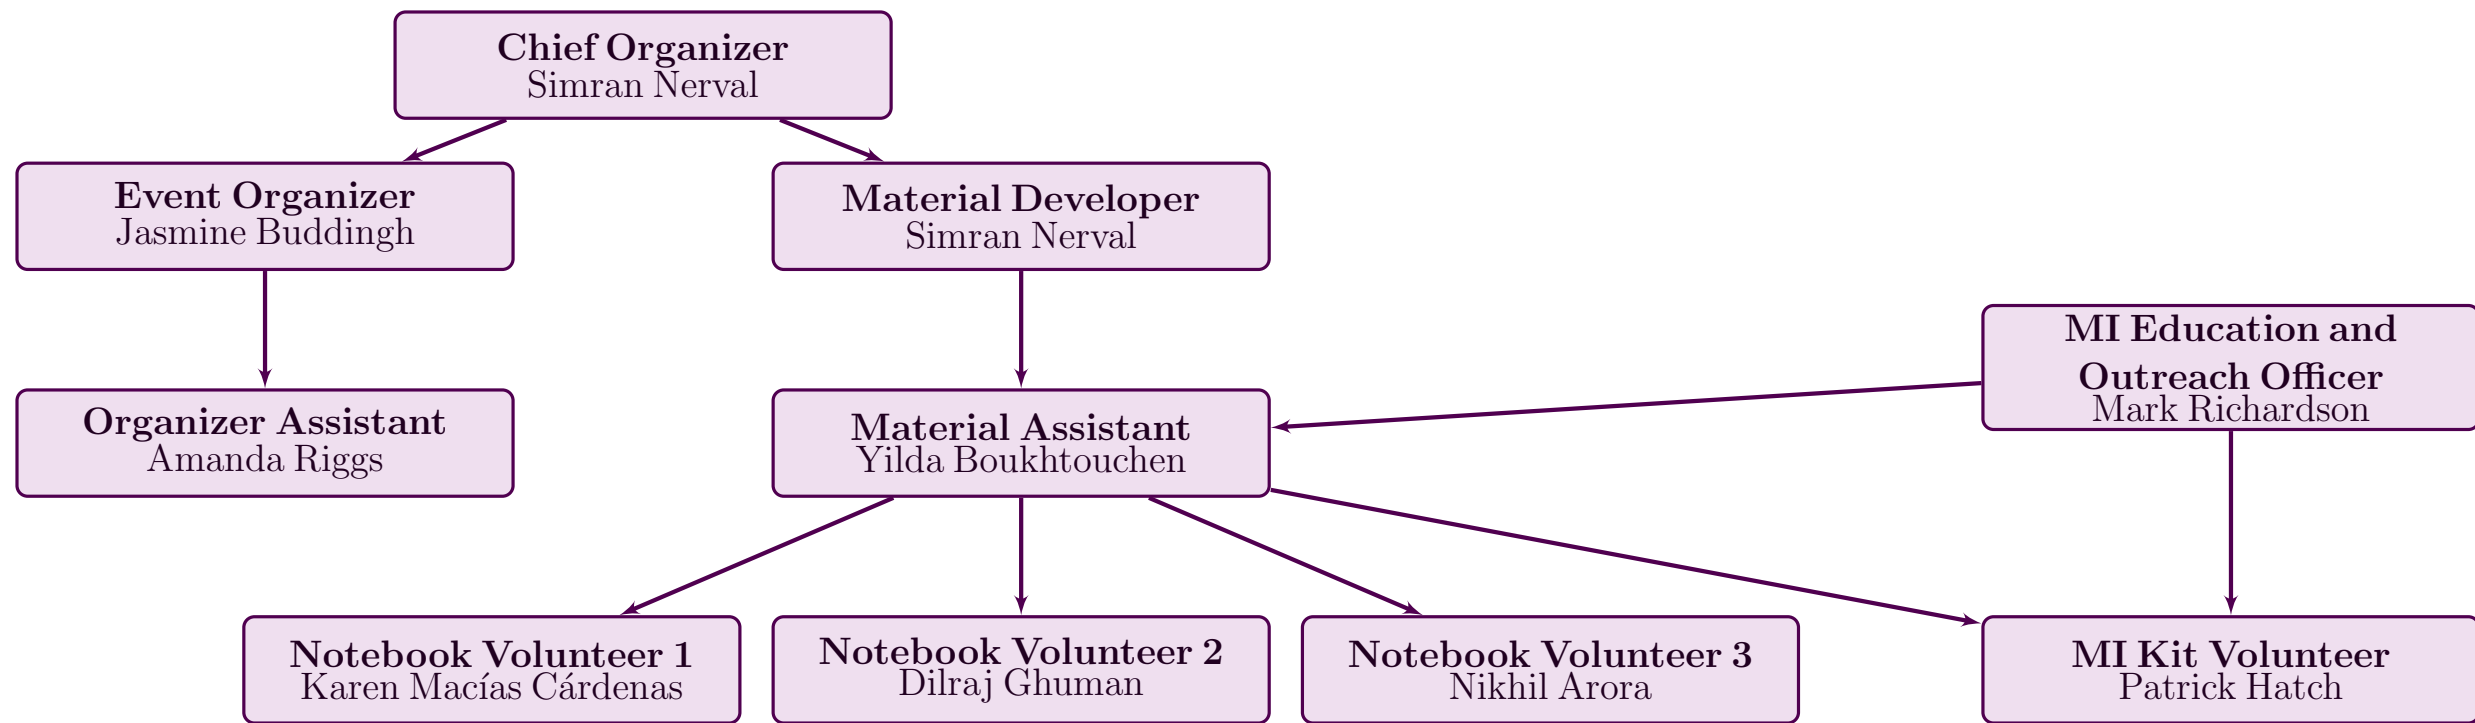 Chief Organizer
Simran Nerval
Event Organizer
Jasmine Buddingh
Material Developer
Simran Nerval
MI Education and
Outreach Officer
Mark Richardson
Organizer Assistant
Amanda Riggs
Material Assistant
Yilda Boukhtouchen
Notebook Volunteer 1
Karen Macías Cárdenas
Notebook Volunteer 2
Dilraj Ghuman
Notebook Volunteer 3
Nikhil Arora
MI Kit Volunteer
Patrick Hatch